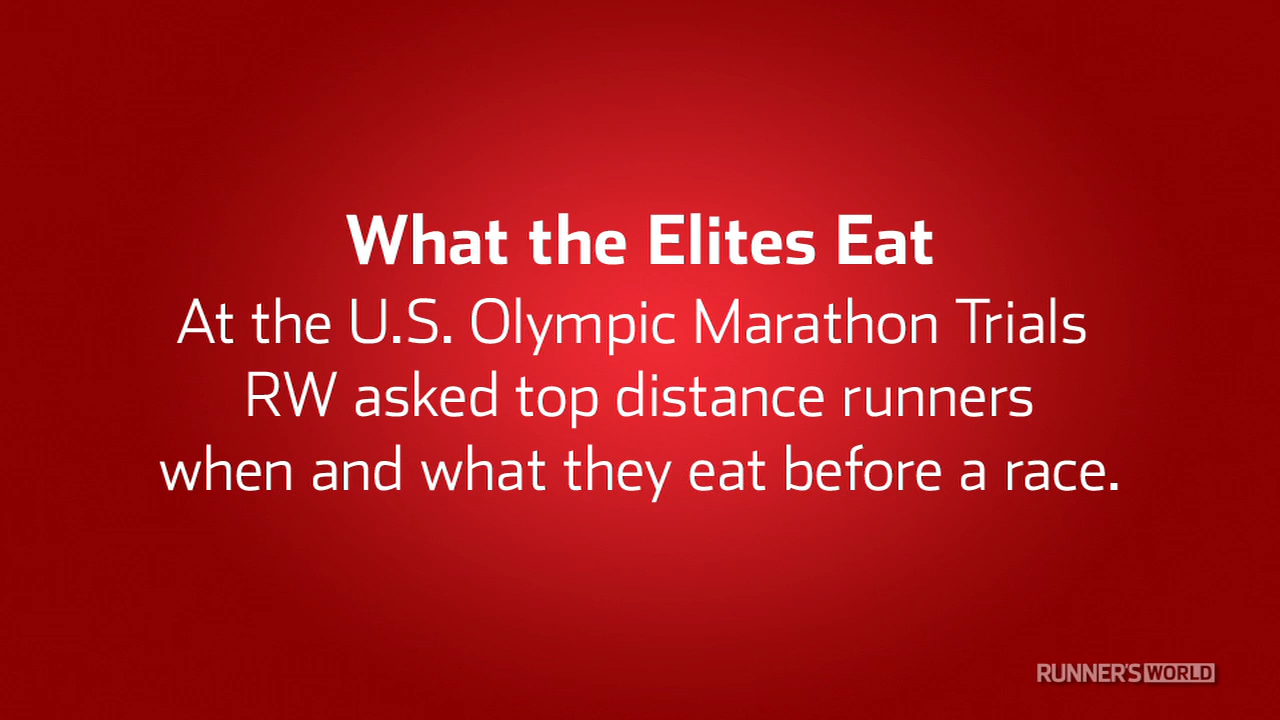 What the Elites Eat
At the U.S. Olympic Marathon Trials
RW asked top distance runners
when and what they eat before a race.
RUNNER'S WORLD